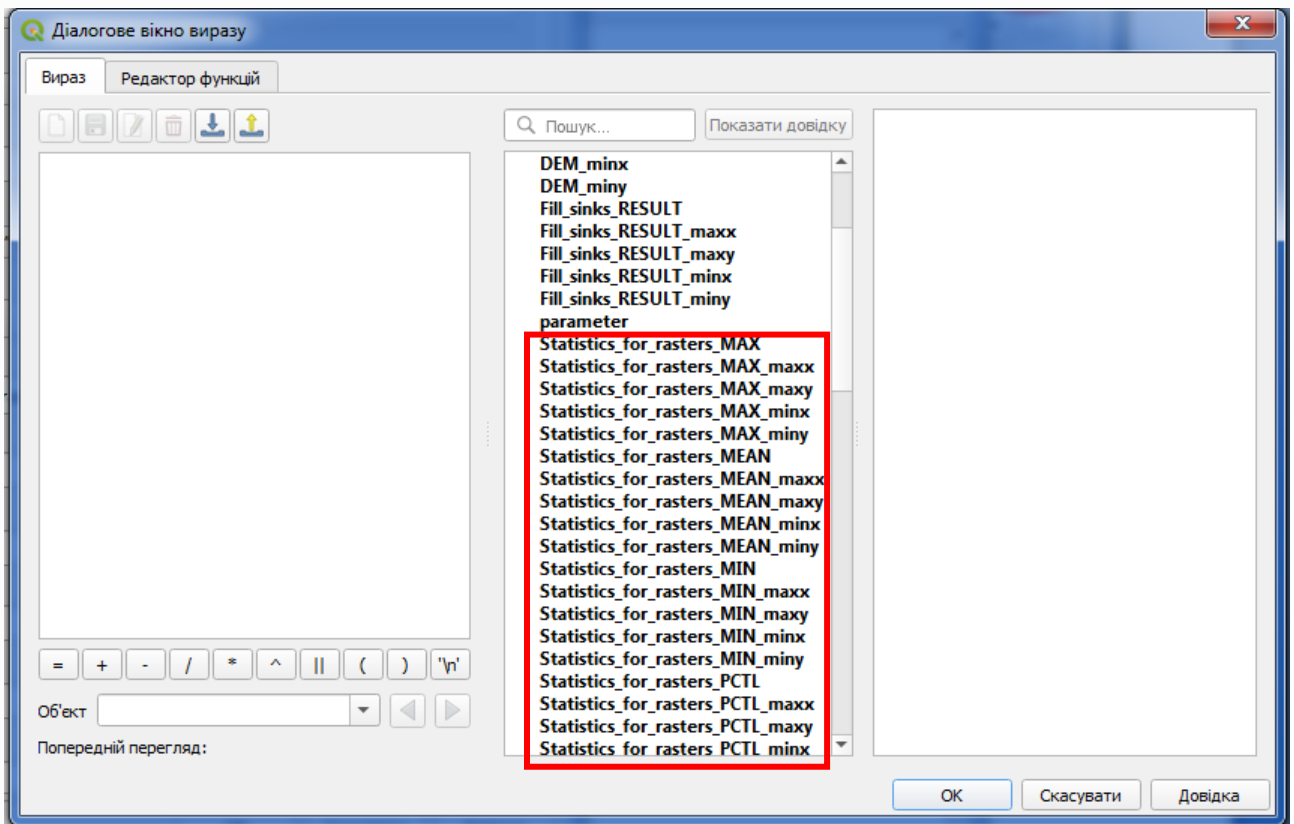 Діалогове вікно виразу
Вираз
Редактор функцій
Пошук...
Показати довідку
DEM_minx
DEM_miny
Fill_sinks_RESULT
Fill_sinks_RESULT_maxx
Fill_sinks_RESULT_maxy
Fill_sinks_RESULT_minx
Fill_sinks_RESULT_miny
parameter
Statistics_for_rasters_MAX
Statistics_for_rasters_MAX_maxx
Statistics_for_rasters_MAX_maxy
Statistics_for_rasters_MAX_minx
Statistics_for_rasters_MAX_miny
Statistics_for_rasters_MEAN
Statistics_for_rasters_MEAN_maxx
Statistics_for_rasters_MEAN_maxy
Statistics_for_rasters_MEAN_minx
Statistics_for_rasters_MEAN_miny
Statistics_for_rasters_MIN
Statistics_for_rasters_MIN_maxx
Statistics_for_rasters_MIN_maxy
Statistics_for_rasters_MIN_minx
Statistics_for_rasters_MIN_miny
Statistics_for_rasters_PCTL
Statistics_for_rasters_PCTL_maxx
Statistics_for_rasters_PCTL_maxy
Statistics_for_rasters_PCTL_minx
= + - / * ^ || ( ) '\n'
Об'єкт
Попередній перегляд:
OK
Скасувати
Довідка